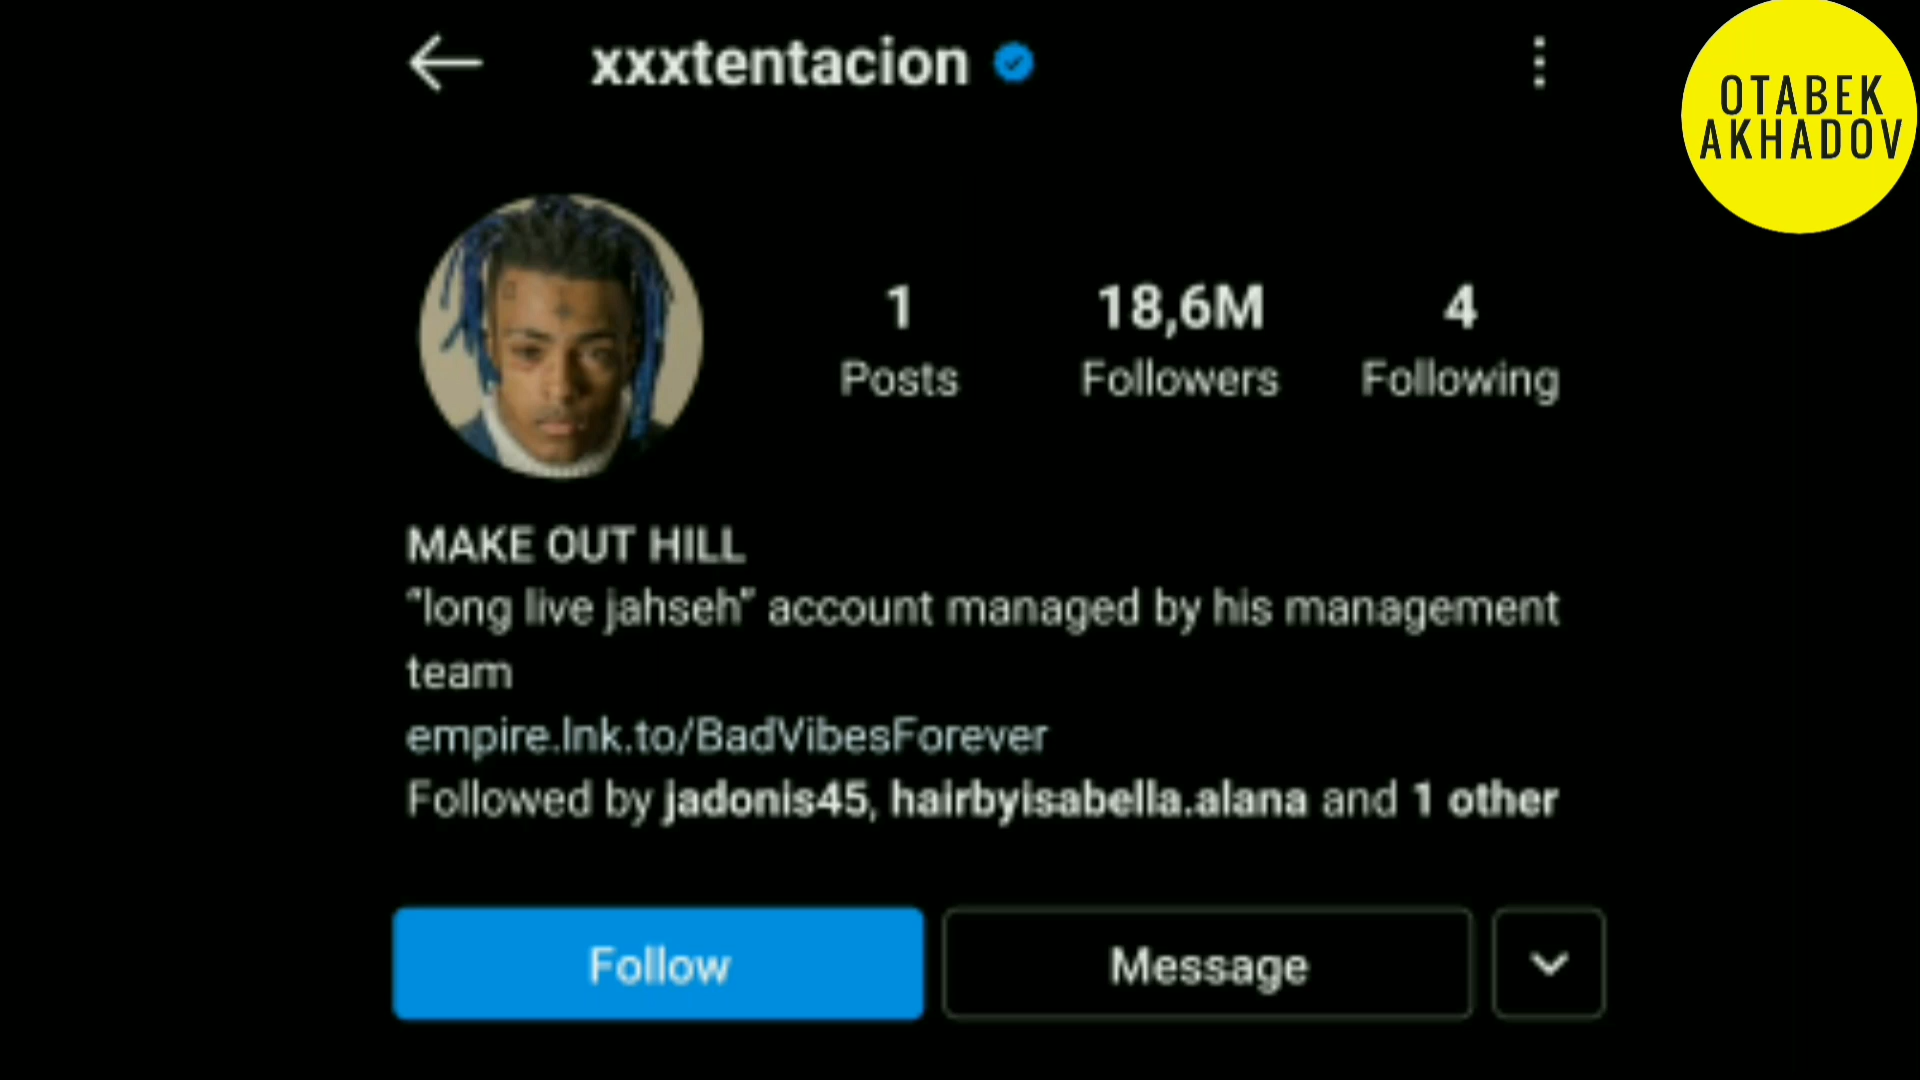 xxxtentacion
OTABEK
AKHADOV
1
Posts
18,6M
Followers
4
Following
MAKE OUT HILL
“long live jahseh” account managed by his management
team
empire.lnk.to/BadVibesForever
Followed by jadonis45, hairbyisabella.alana and 1 other
Follow
Message